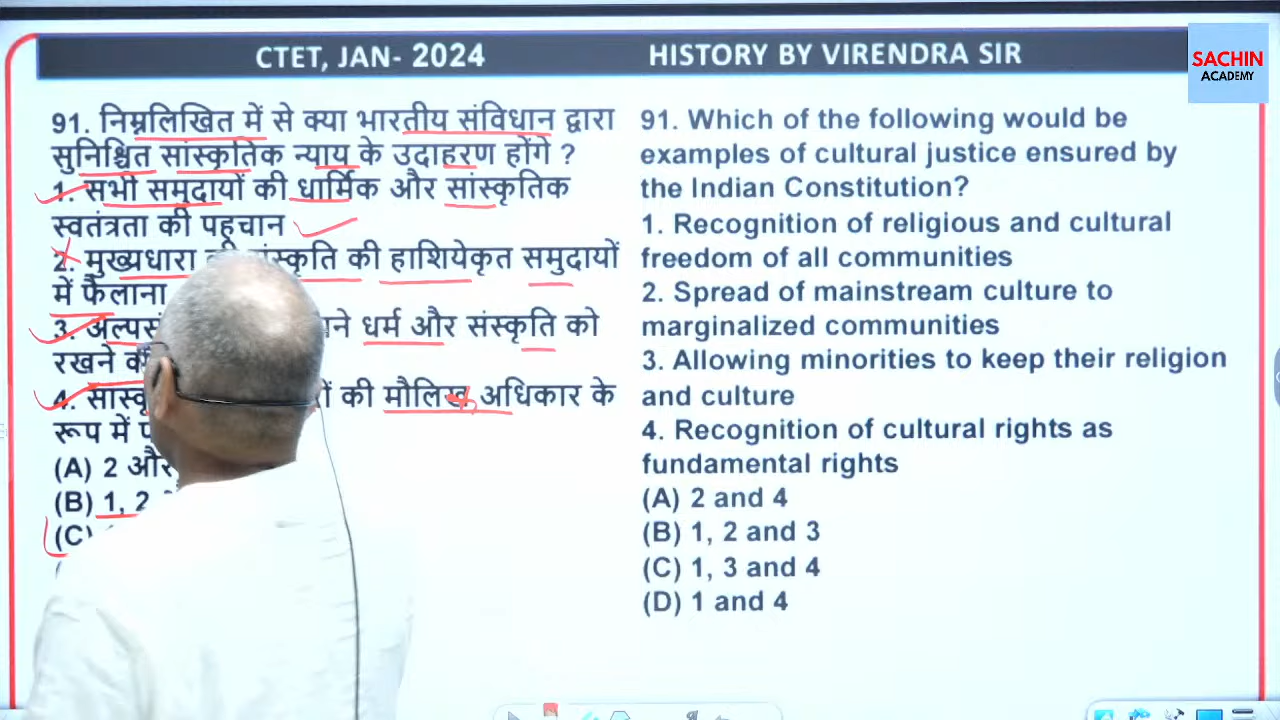 CTET, JAN- 2024
HISTORY BY VIRENDRA SIR
SACHIN
ACADEMY
91. निम्नलिखित में से क्या भारतीय संविधान द्वारा
सुनिश्चित सांस्कृतिक न्याय के उदाहरण होंगे ?
1. सभी समुदायों की धार्मिक और सांस्कृतिक
स्वतंत्रता की पहचान
2. मुख्यधारा संस्कृति की हाशियेकृत समुदायों
में फैलाना
3. धर्म और संस्कृति को
रखने
4. की मौलिख अधिकार के
रूप में
(A) 2 और
(B) 1, 2
(C)
91. Which of the following would be
examples of cultural justice ensured by
the Indian Constitution?
1. Recognition of religious and cultural
freedom of all communities
2. Spread of mainstream culture to
marginalized communities
3. Allowing minorities to keep their religion
and culture
4. Recognition of cultural rights as
fundamental rights
(A) 2 and 4
(B) 1, 2 and 3
(C) 1, 3 and 4
(D) 1 and 4